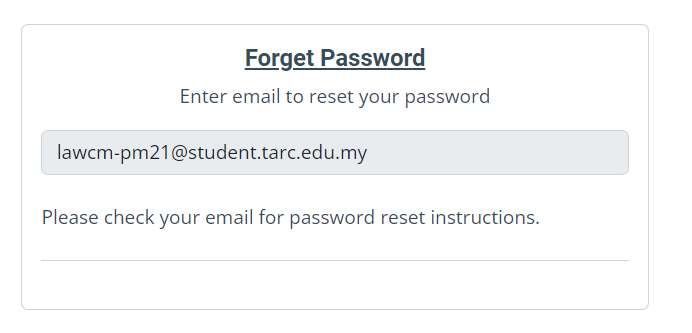 Forget Password
Enter email to reset your password
lawcm-pm21@student.tarc.edu.my
Please check your email for password reset instructions.